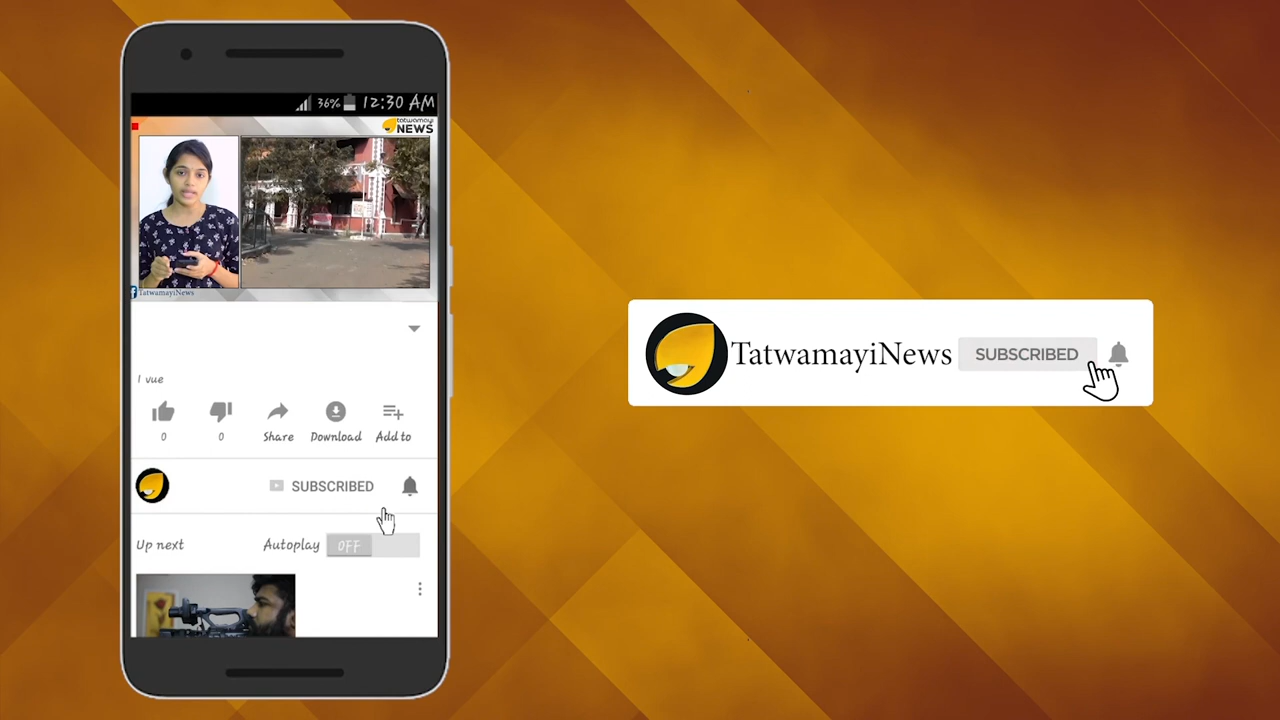 36% 12:30 AM
tatwamayi
NEWS
TatwamayiNews
1 vue
0 0 Share Download Add to
SUBSCRIBED
Up next Autoplay OFF
TatwamayiNews SUBSCRIBED